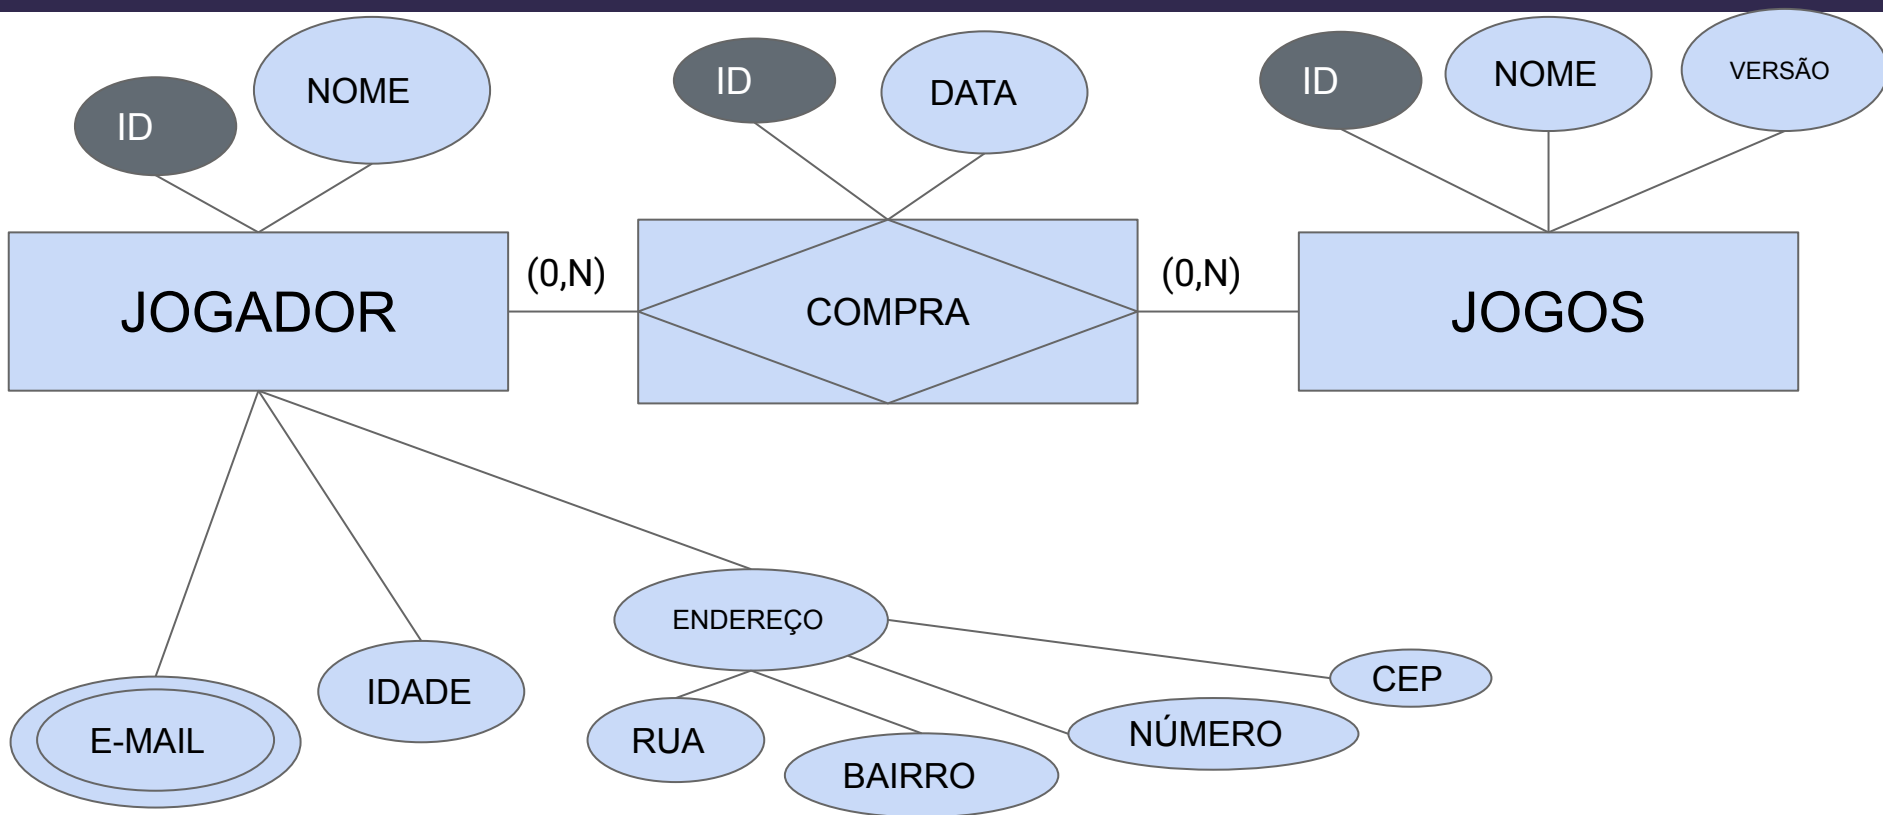 ID
NOME
ID
DATA
ID
NOME
VERSÃO
JOGADOR
(0,N)
COMPRA
(0,N)
JOGOS
ENDEREÇO
E-MAIL
IDADE
RUA
BAIRRO
NÚMERO
CEP